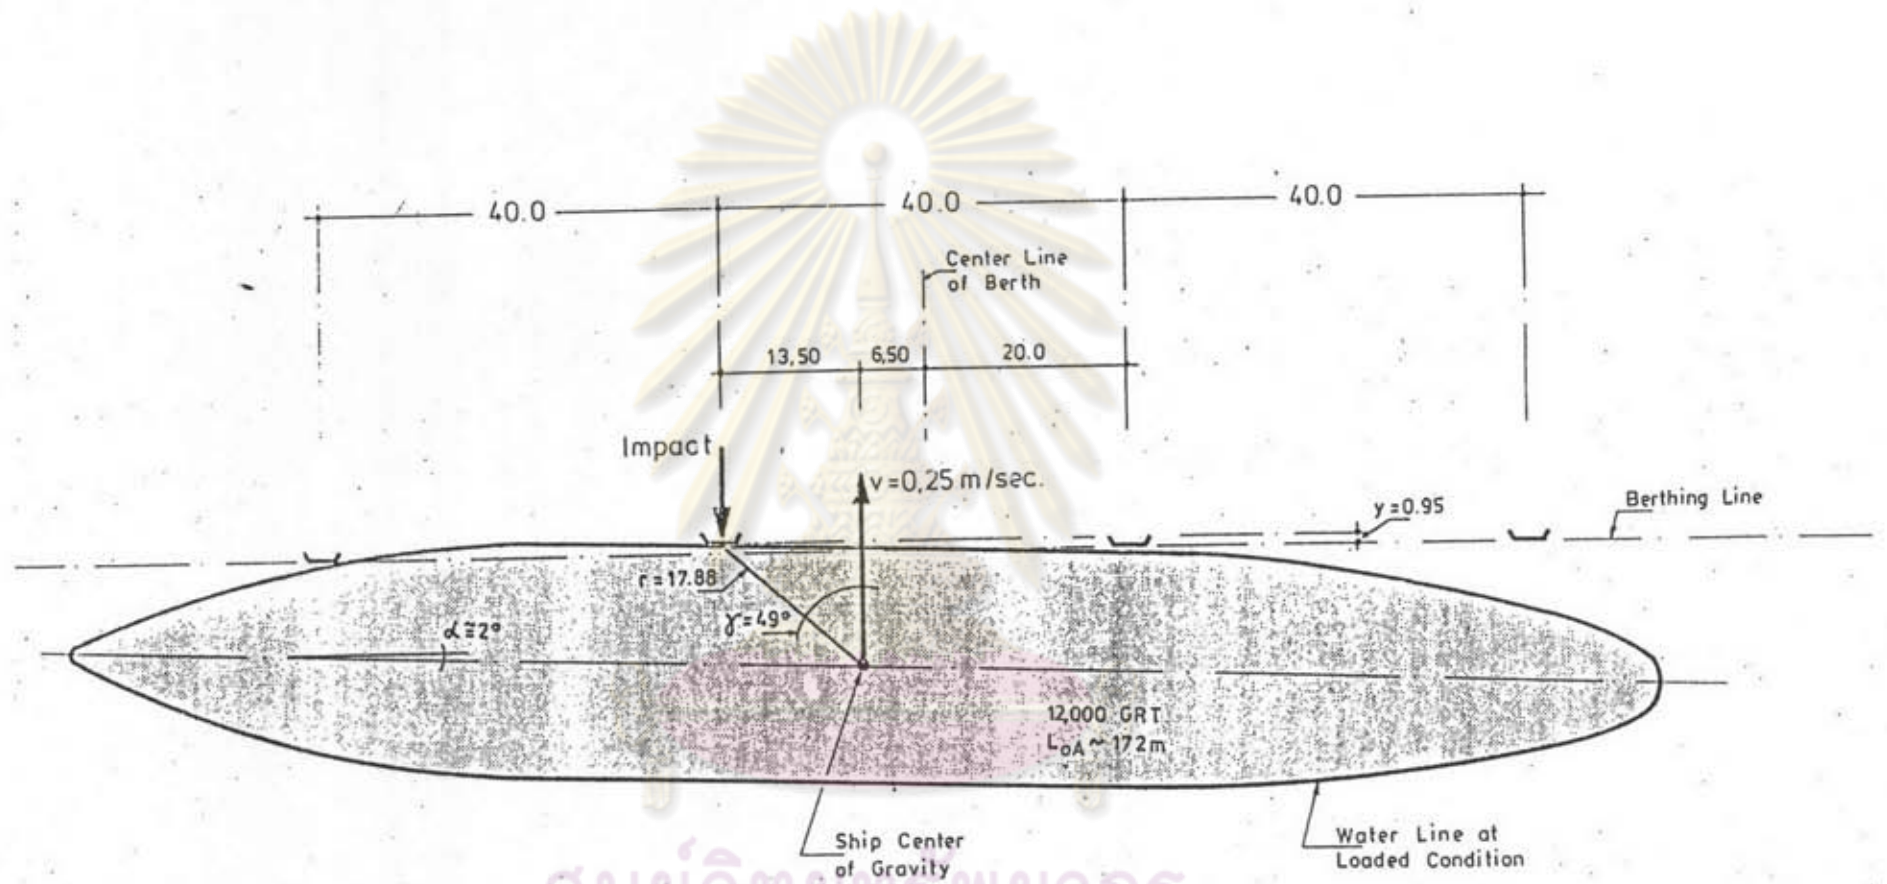 40.0
40.0
40.0
Center Line
of Berth
13,50
6,50
20.0
Impact
v=0,25 m/sec.
y=0.95
Berthing Line
r=17.88
γ=49°
α≅2°
12,000 GRT
LOA ~ 172m
Ship Center
of Gravity
Water Line at
Loaded Condition